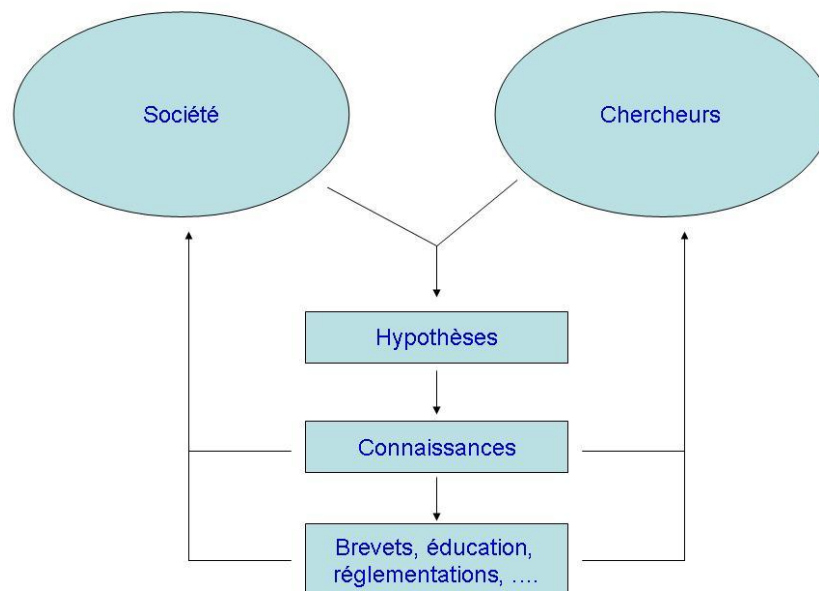 Société
Chercheurs
Hypothèses
Connaissances
Brevets, éducation,
réglementations, ....